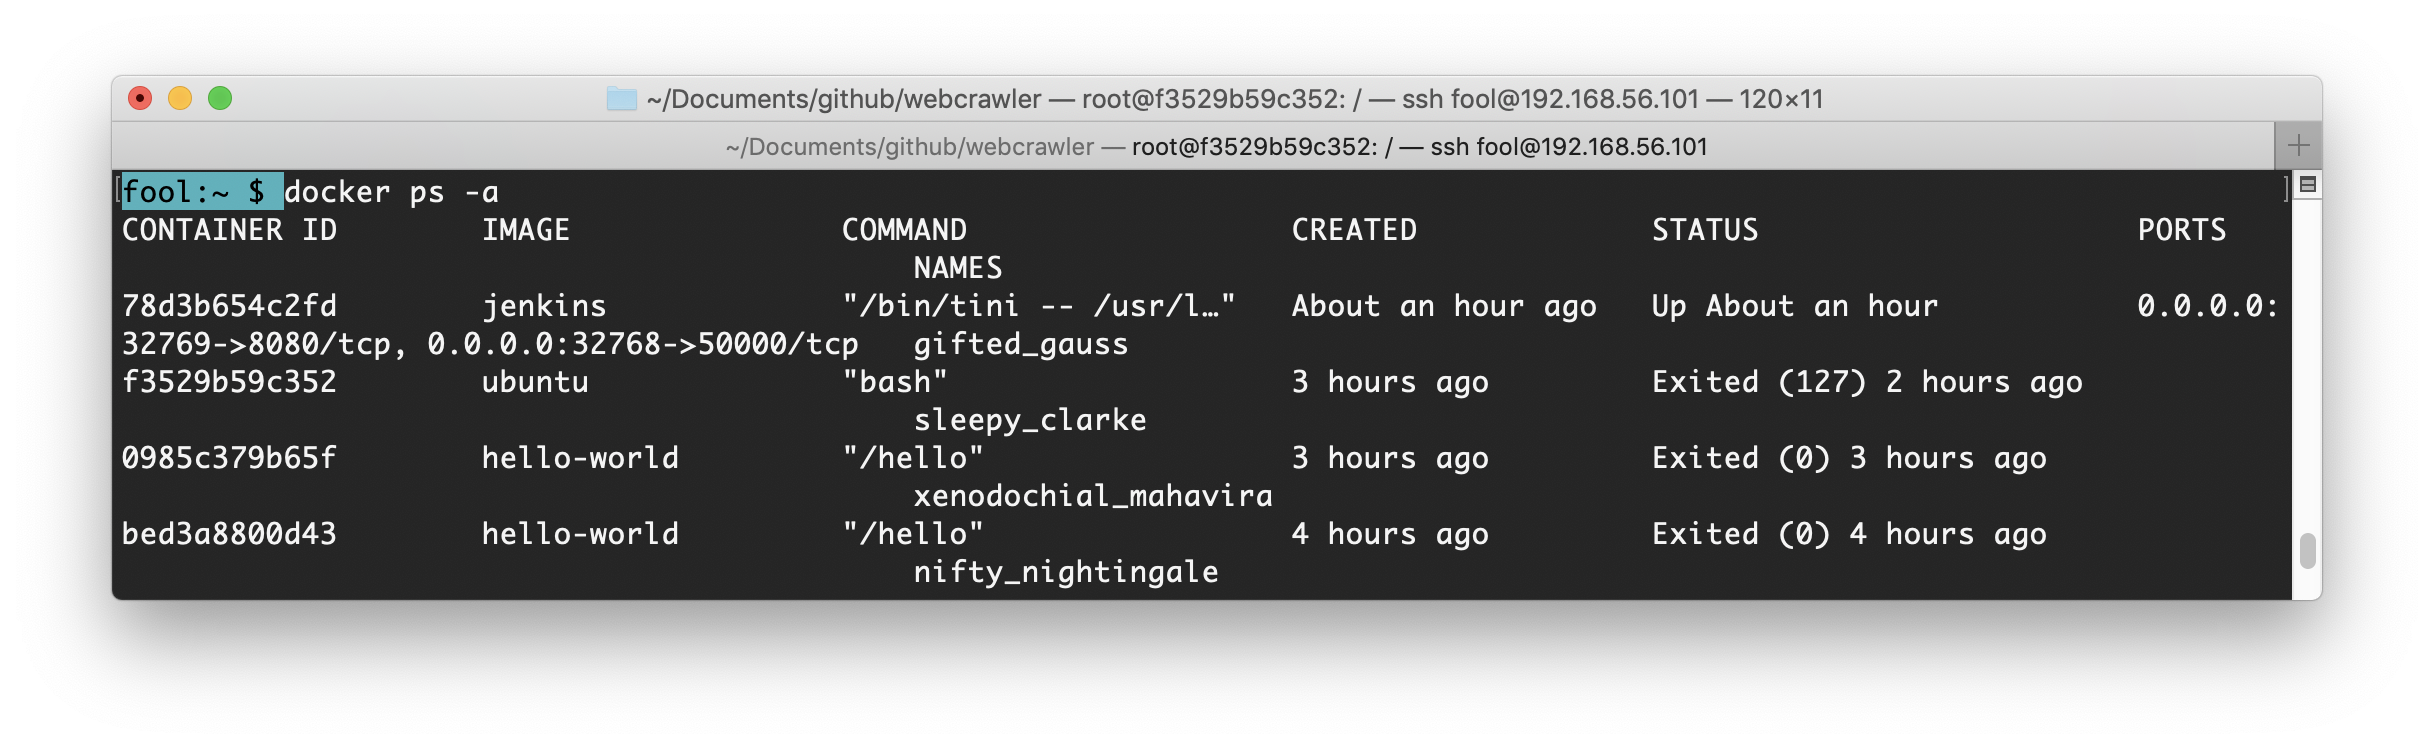 ~/Documents/github/webcrawler — root@f3529b59c352: / — ssh fool@192.168.56.101 — 120×11
~/Documents/github/webcrawler — root@f3529b59c352: / — ssh fool@192.168.56.101
[fool:~ $ docker ps -a ]
CONTAINER ID        IMAGE               COMMAND                  CREATED             STATUS                     PORTS
                                            NAMES
78d3b654c2fd        jenkins             "/bin/tini -- /usr/l…"   About an hour ago   Up About an hour           0.0.0.0:
32769->8080/tcp, 0.0.0.0:32768->50000/tcp   gifted_gauss
f3529b59c352        ubuntu              "bash"                   3 hours ago         Exited (127) 2 hours ago
                                            sleepy_clarke
0985c379b65f        hello-world         "/hello"                 3 hours ago         Exited (0) 3 hours ago
                                            xenodochial_mahavira
bed3a8800d43        hello-world         "/hello"                 4 hours ago         Exited (0) 4 hours ago
                                            nifty_nightingale